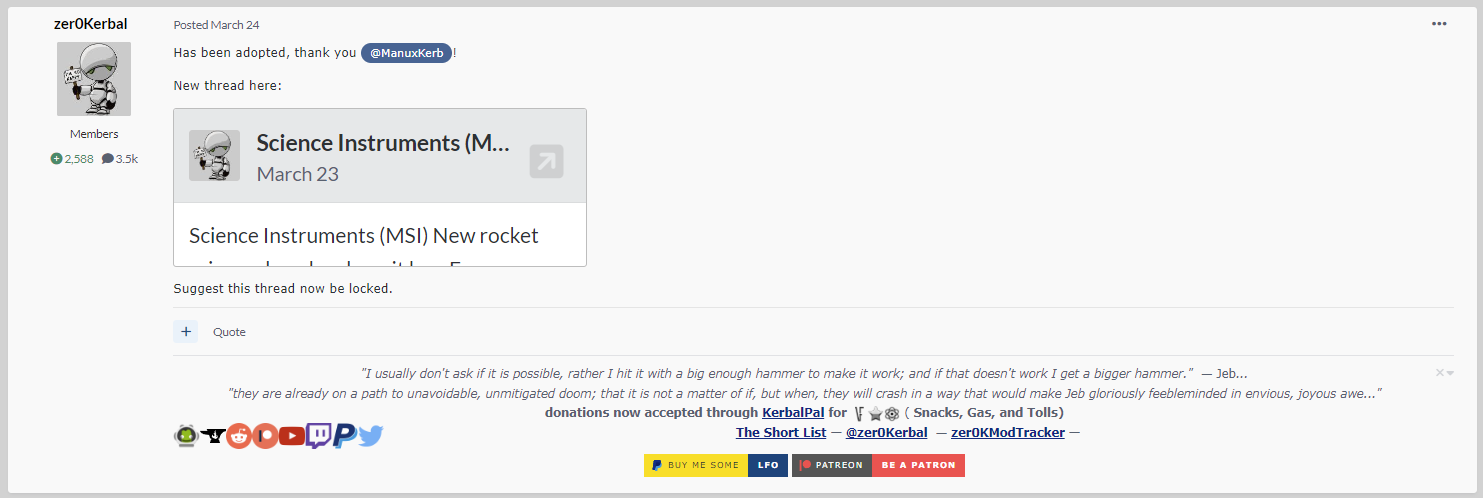 zer0Kerbal
Posted March 24
Has been adopted, thank you @ManuxKerb!
New thread here:
Members
2,588 3.5k
Science Instruments (M...
March 23
Science Instruments (MSI) New rocket
Suggest this thread now be locked.
+ Quote
"I usually don't ask if it is possible, rather I hit it with a big enough hammer to make it work; and if that doesn't work I get a bigger hammer." — Jeb...
"they are already on a path to unavoidable, unmitigated doom; that it is not a matter of if, but when, they will crash in a way that would make Jeb gloriously feebleminded in envious, joyous awe..."
donations now accepted through KerbalPal for ( Snacks, Gas, and Tolls)
The Short List — @zer0Kerbal — zer0KModTracker —
BUY ME SOME LFO PATREON BE A PATRON